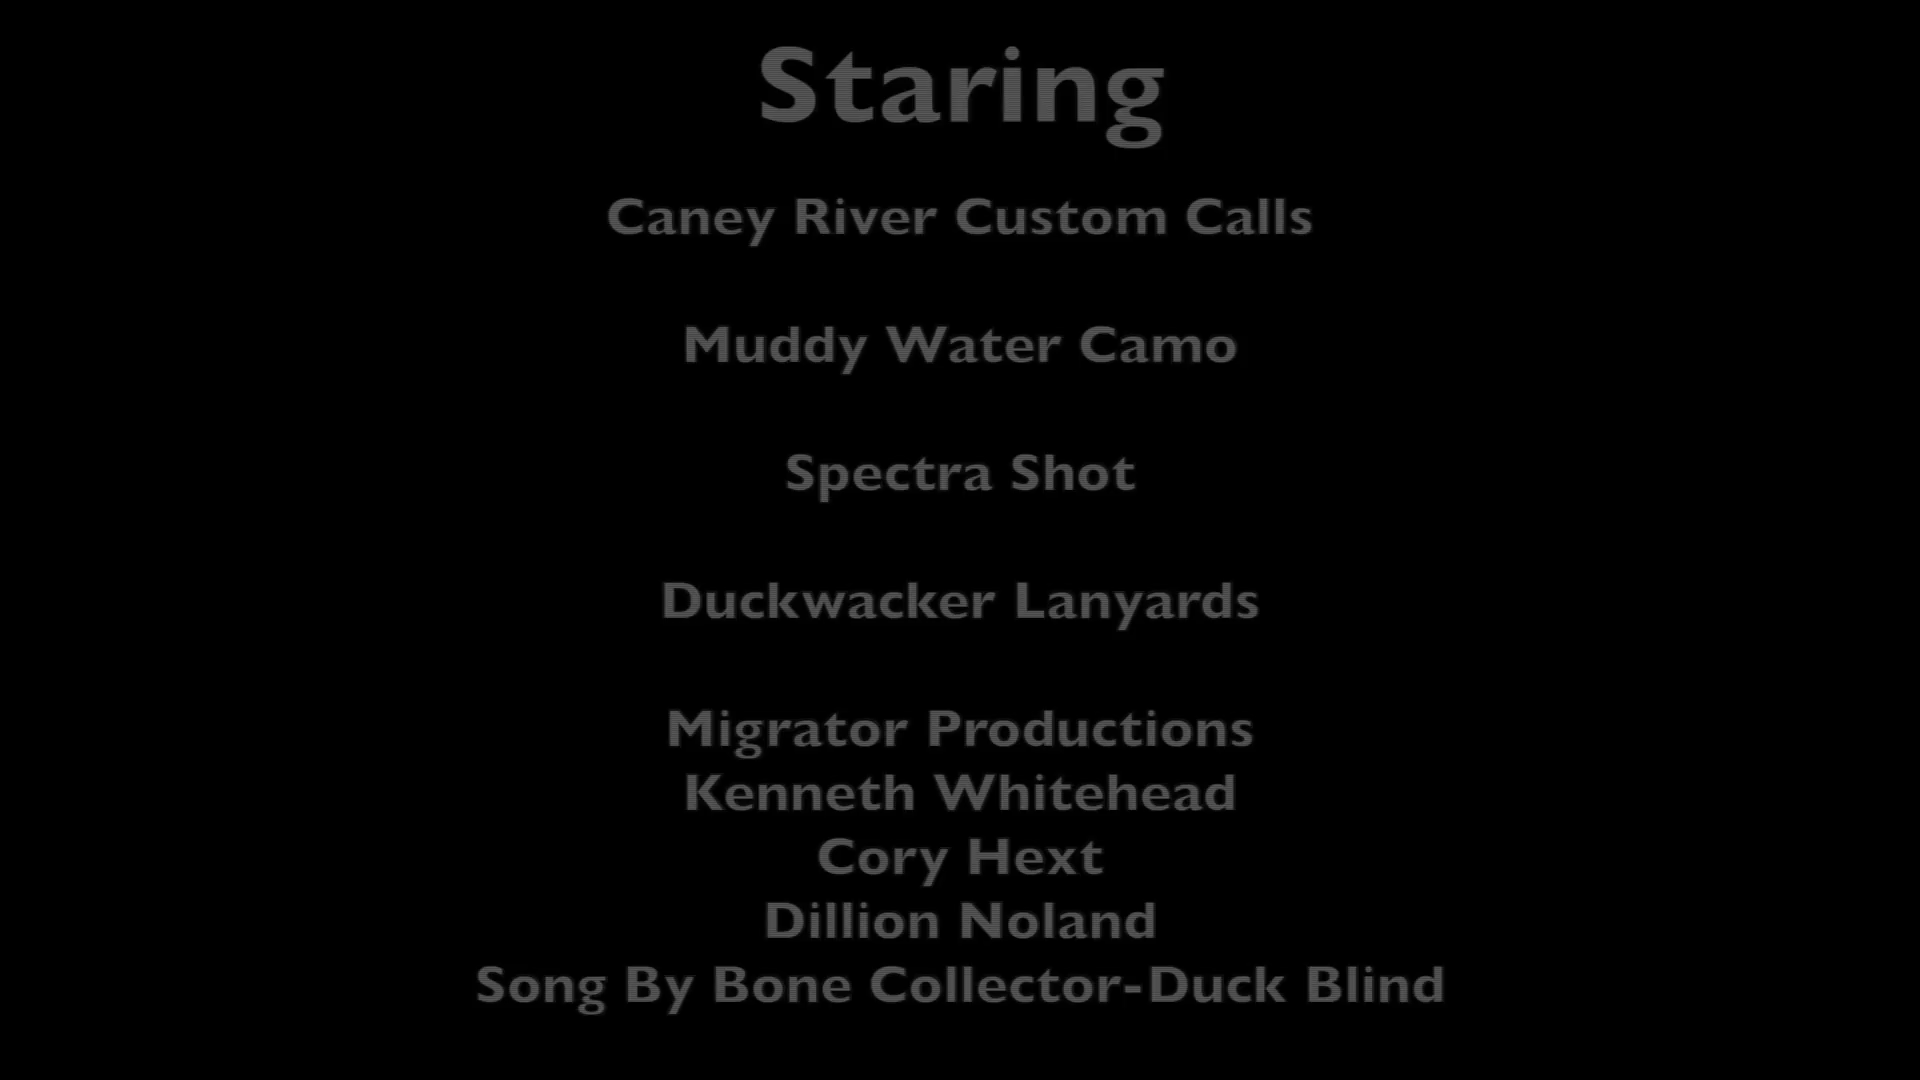 Staring
Caney River Custom Calls
Muddy Water Camo
Spectra Shot
Duckwacker Lanyards
Migrator Productions
Kenneth Whitehead
Cory Hext
Dillion Noland
Song By Bone Collector-Duck Blind